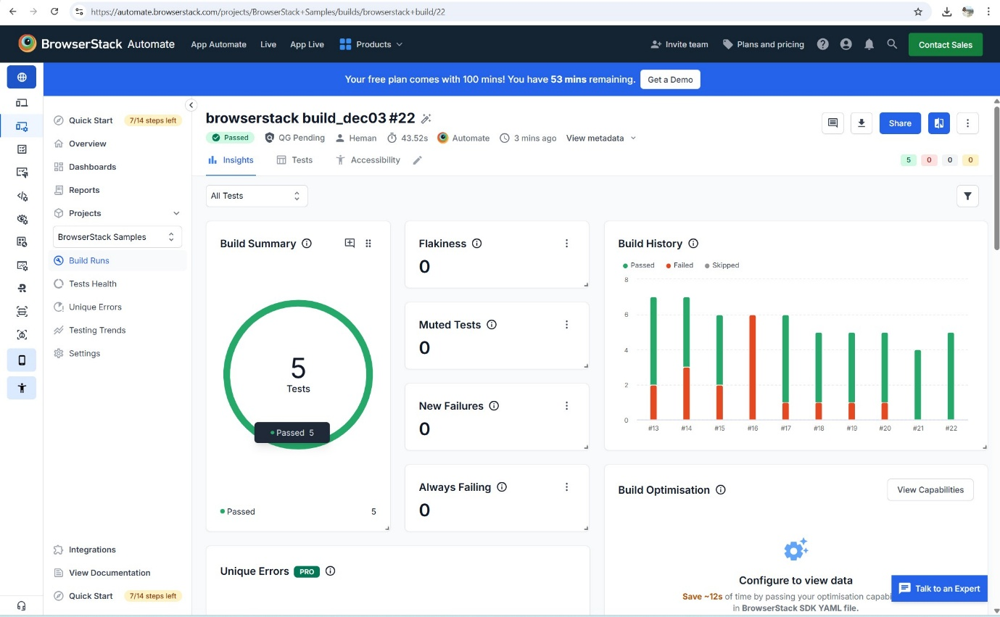 https://automate.browserstack.com/projects/BrowserStack+Samples/builds/browserstack+build/22
BrowserStack Automate
App Automate
Live
App Live
Products
Invite team
Plans and pricing
Contact Sales
Your free plan comes with 100 mins! You have 53 mins remaining.
Get a Demo
Quick Start
7/14 steps left
Overview
Dashboards
Reports
Projects
BrowserStack Samples
Build Runs
Tests Health
Unique Errors
Testing Trends
Settings
Integrations
View Documentation
Quick Start
7/14 steps left
browserstack build_dec03 #22
Share
Passed
QG Pending
Heman
43.52s
Automate
3 mins ago
View metadata
Insights
Tests
Accessibility
5
0
0
0
All Tests
Build Summary
5
Tests
Passed 5
Passed
5
Flakiness
0
Muted Tests
0
New Failures
0
Always Failing
0
Build History
Passed
Failed
Skipped
8
6
4
2
0
#13
#14
#15
#16
#17
#18
#19
#20
#21
#22
Build Optimisation
View Capabilities
Configure to view data
Save ~12s of time by passing your optimisation capabi
in BrowserStack SDK YAML file.
Unique Errors PRO
Talk to an Expert